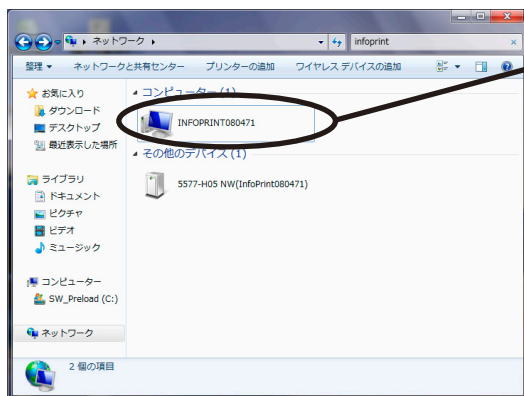 ネットワーク
infoprint
整理
ネットワークと共有センター
プリンターの追加
ワイヤレス デバイスの追加
お気に入り
ダウンロード
デスクトップ
最近表示した場所
ライブラリ
ドキュメント
ピクチャ
ビデオ
ミュージック
コンピューター
SW_Preload (C:)
ネットワーク
コンピューター (1)
INFOPRINT080471
その他のデバイス (1)
5577-H05 NW(InfoPrint080471)
2 個の項目